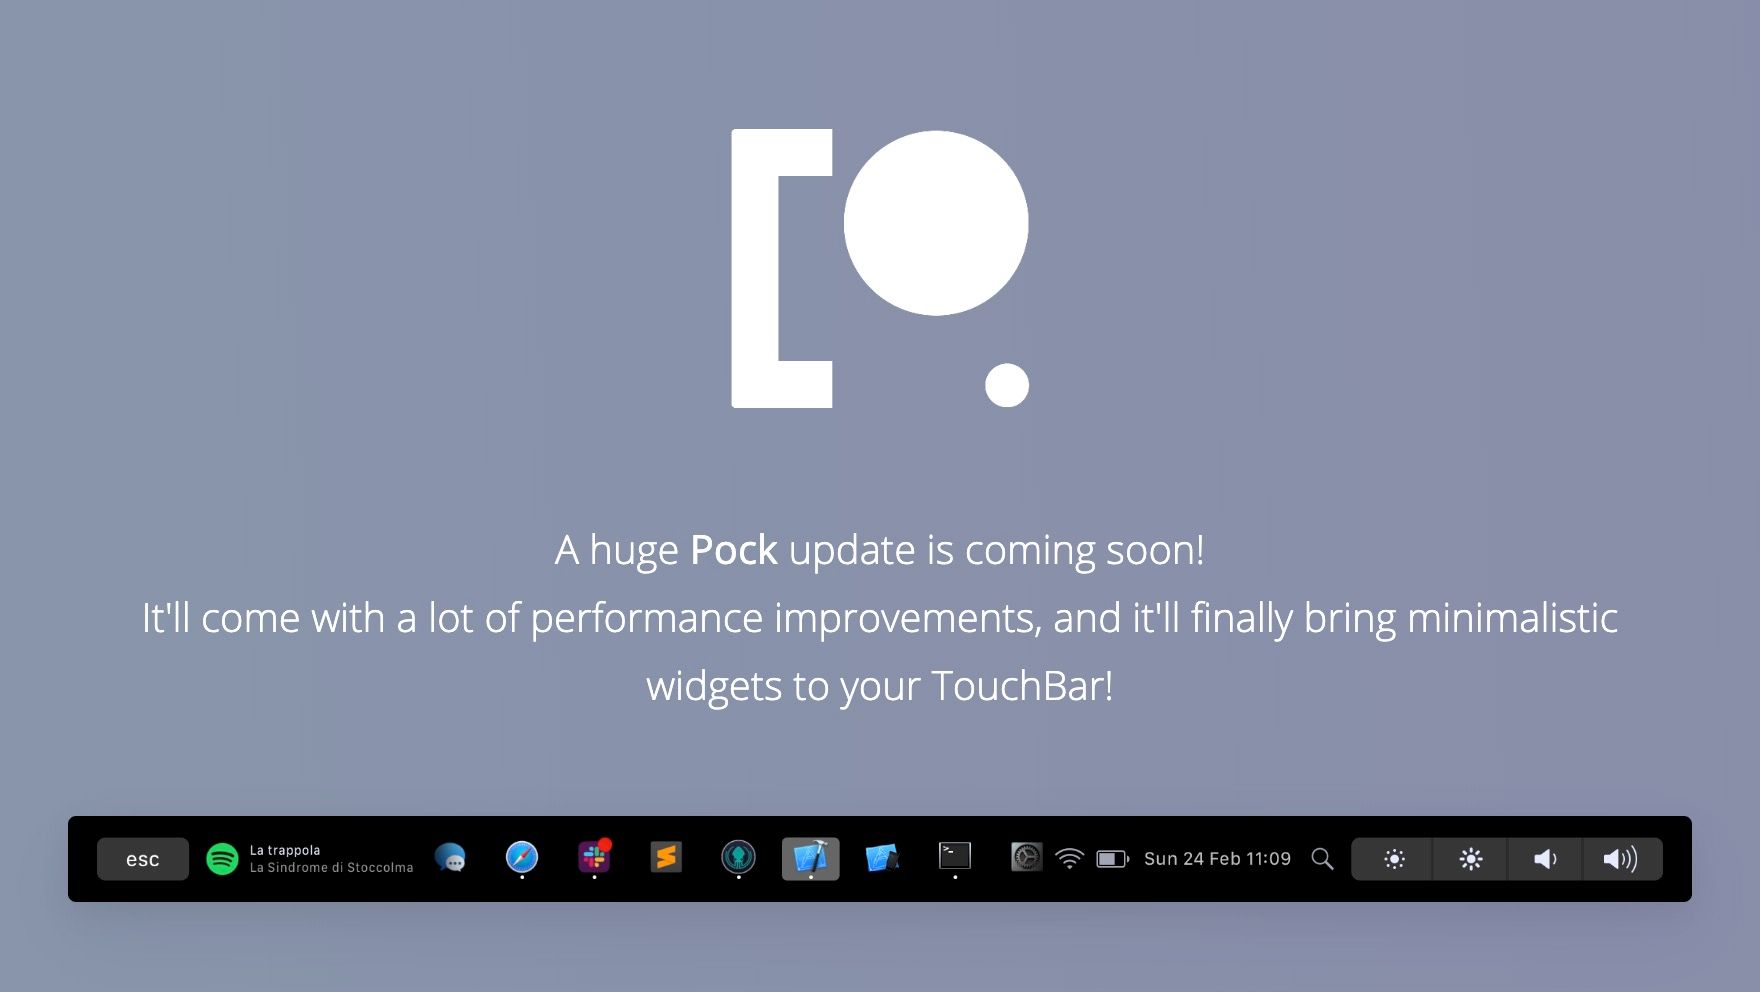 A huge Pock update is coming soon!
It'll come with a lot of performance improvements, and it'll finally bring minimalistic
widgets to your TouchBar!
esc
La trappola
La Sindrome di Stoccolma
Sun 24 Feb 11:09